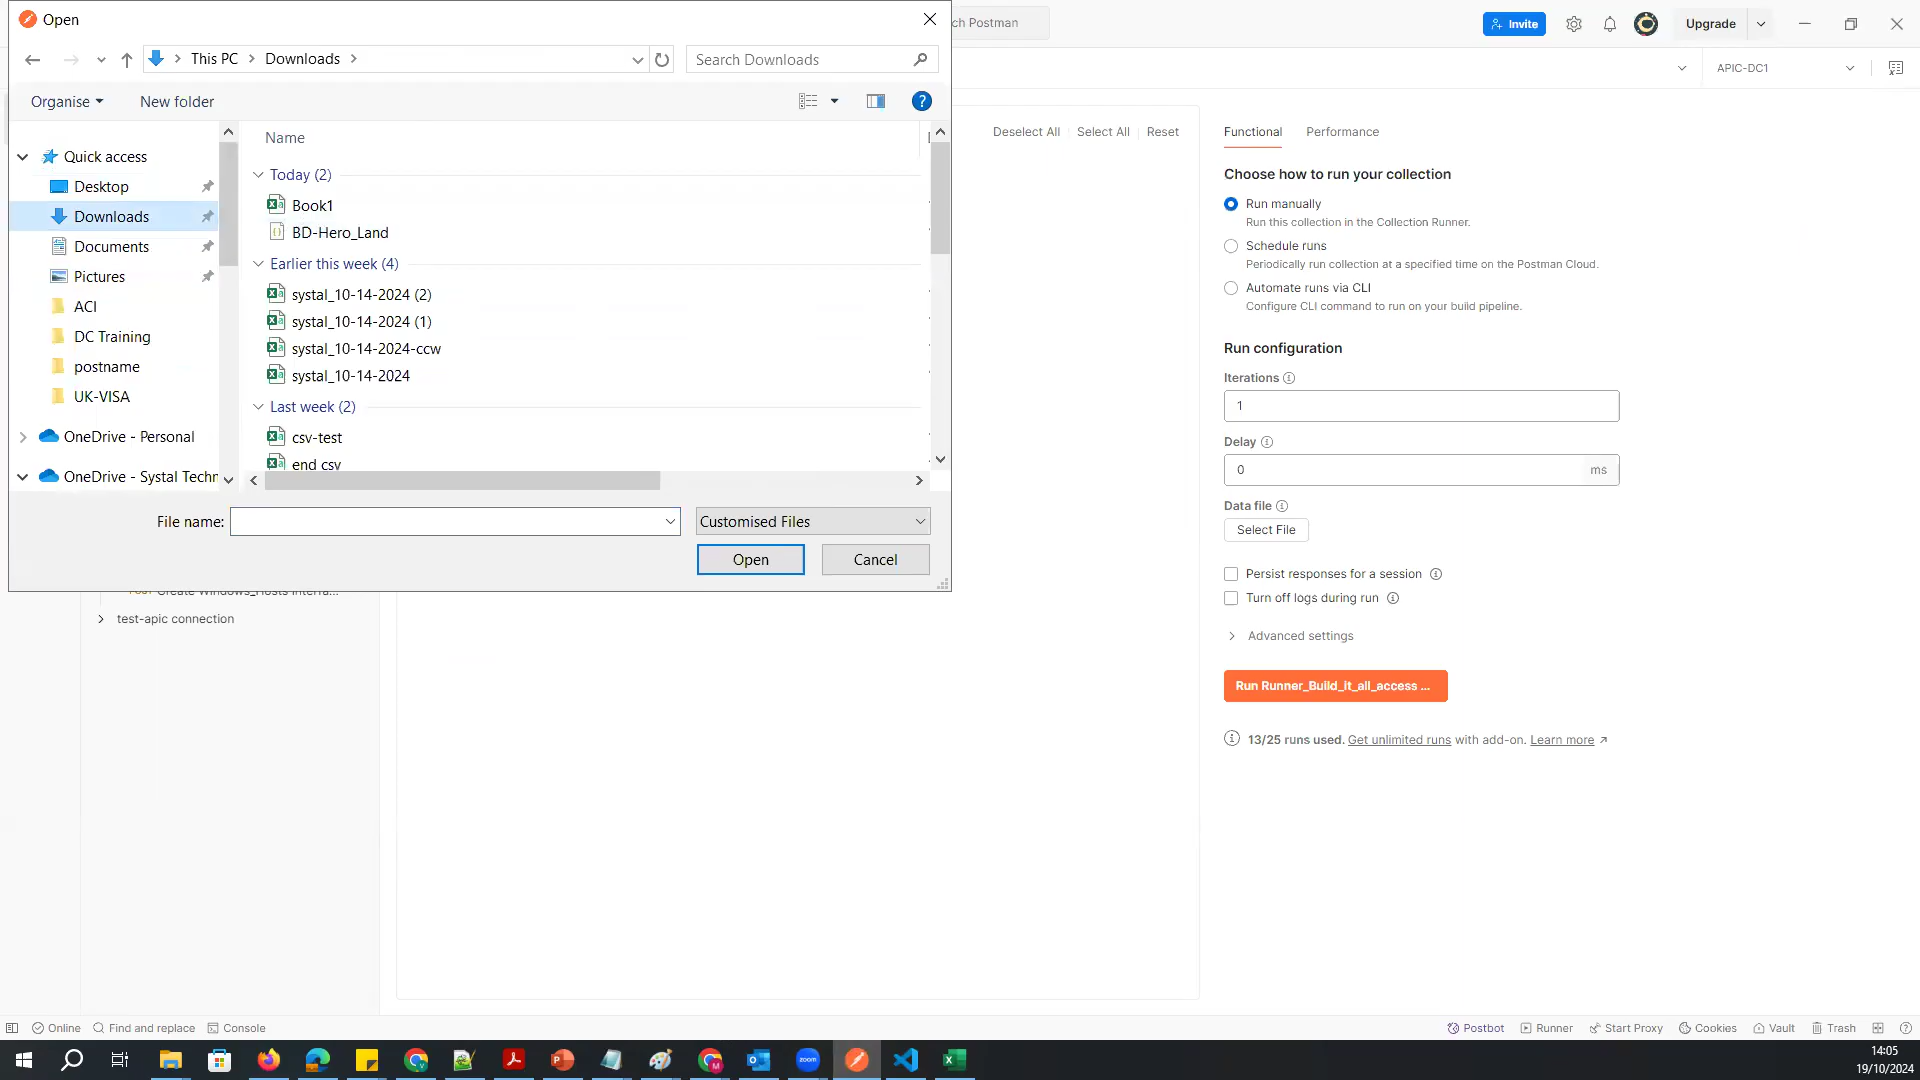 Open
ch Postman
Invite
Upgrade
This PC
Downloads
Search Downloads
APIC-DC1
Organise
New folder
Name
Deselect All
Select All
Reset
Functional
Performance
Quick access
Desktop
Downloads
Documents
Pictures
ACI
DC Training
postname
UK-VISA
OneDrive - Personal
OneDrive - Systal Techn
Today (2)
Book1
BD-Hero_Land
Earlier this week (4)
systal_10-14-2024 (2)
systal_10-14-2024 (1)
systal_10-14-2024-ccw
systal_10-14-2024
Last week (2)
csv-test
end csv
File name:
Customised Files
Open
Cancel
Create Windows_Hosts Interfa...
test-apic connection
Choose how to run your collection
Run manually
Run this collection in the Collection Runner.
Schedule runs
Periodically run collection at a specified time on the Postman Cloud.
Automate runs via CLI
Configure CLI command to run on your build pipeline.
Run configuration
Iterations
1
Delay
0 ms
Data file
Select File
Persist responses for a session
Turn off logs during run
Advanced settings
Run Runner_Build_it_all_access ...
13/25 runs used. Get unlimited runs with add-on. Learn more
Online
Find and replace
Console
Postbot
Runner
Start Proxy
Cookies
Vault
Trash
14:05
19/10/2024